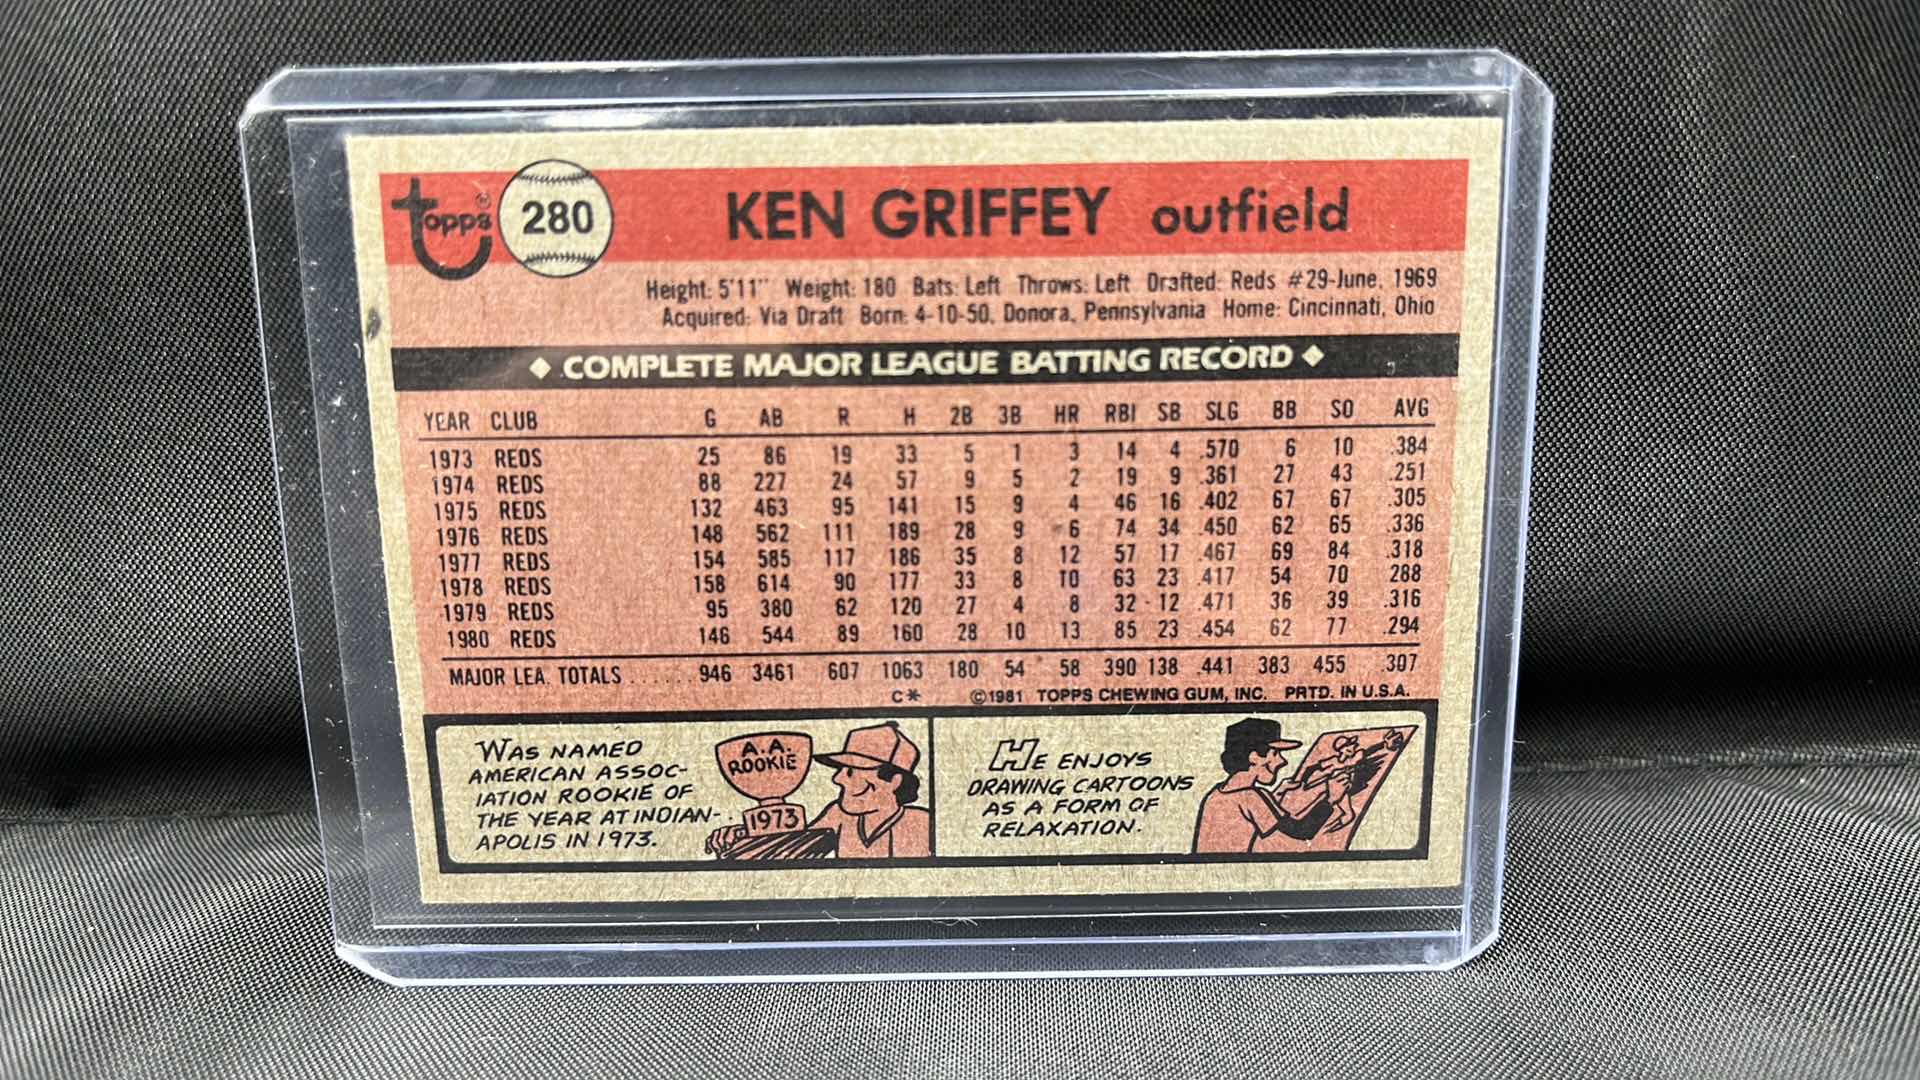 Topps ® 280 KEN GRIFFEY outfield
Height: 5'11" Weight: 180 Bats: Left Throws: Left Drafted: Reds #29-June, 1969
Acquired: Via Draft Born: 4-10-50, Donora, Pennsylvania Home: Cincinnati, Ohio
◆ COMPLETE MAJOR LEAGUE BATTING RECORD ◆
YEAR CLUB G AB R H 2B 3B HR RBI SB SLG BB SO AVG
1973 REDS 25 86 19 33 5 1 3 14 4 .570 6 10 .384
1974 REDS 88 227 24 57 9 5 2 19 9 .361 27 43 .251
1975 REDS 132 463 95 141 15 9 4 46 16 .402 67 67 .305
1976 REDS 148 562 111 189 28 9 6 74 34 .450 62 65 .336
1977 REDS 154 585 117 186 35 8 12 57 17 .467 69 84 .318
1978 REDS 158 614 90 177 33 8 10 63 23 .417 54 70 288
1979 REDS 95 380 62 120 27 4 8 32 12 .471 36 39 .316
1980 REDS 146 544 89 160 28 10 13 85 23 .454 62 77 .294
MAJOR LEA. TOTALS ...... 946 3461 607 1063 180 54 58 390 138 .441 383 455 .307
C* ©1981 TOPPS CHEWING GUM, INC. PRTD. IN U.S.A.
WAS NAMED
AMERICAN ASSOC-
IATION ROOKIE OF
THE YEAR AT INDIAN-
APOLIS IN 1973.
A.A.
ROOKIE
1973
HE ENJOYS
DRAWING CARTOONS
AS A FORM OF
RELAXATION.